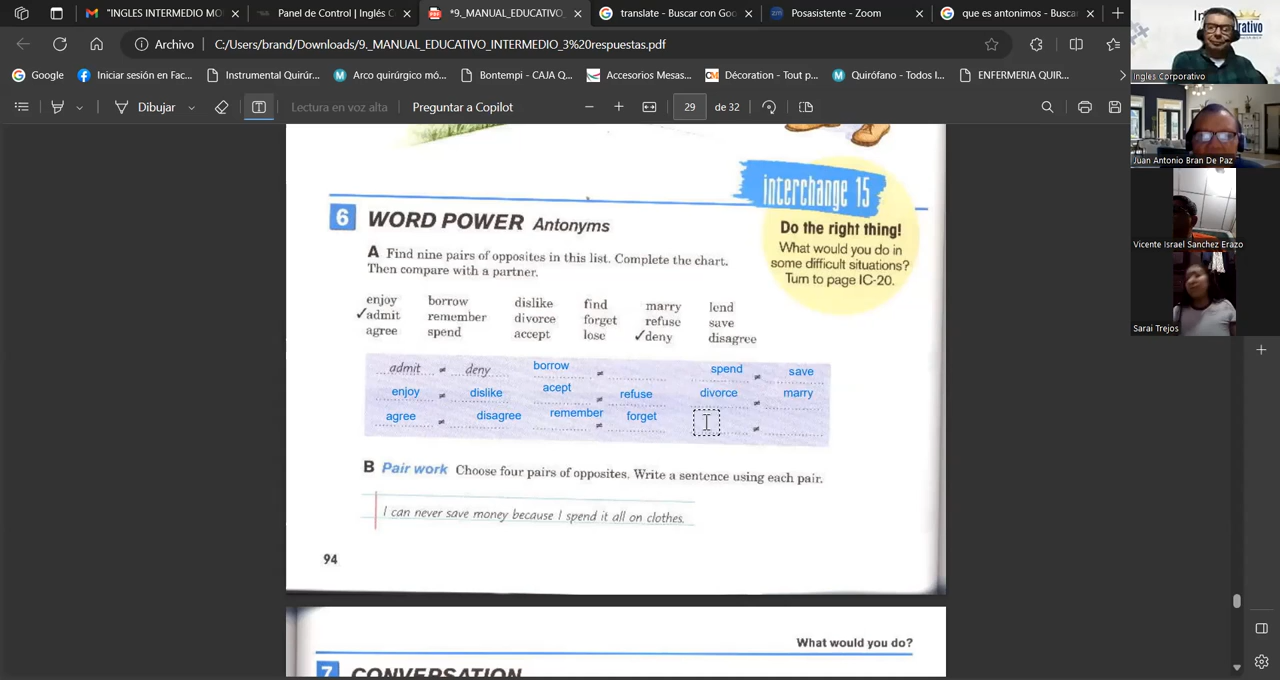 "INGLES INTERMEDIO MO
Panel de Control | Inglés C
*9._MANUAL_EDUCATIVO_
translate - Buscar con Goo
Posasistente - Zoom
que es antonimos - Busca
Archivo
C:/Users/brand/Downloads/9._MANUAL_EDUCATIVO_INTERMEDIO_3%20respuestas.pdf
Google
Iniciar sesión en Fac...
Instrumental Quirúr...
Arco quirúrgico mó...
Bontempi - CAJA Q...
Accesorios Mesas...
Décoration - Tout p...
Quirófano - Todos l...
ENFERMERIA QUIR...
Dibujar
Lectura en voz alta
Preguntar a Copilot
29
de 32
Ingles Corporativo
Juan Antonio Bran De Paz
Vicente Israel Sanchez Erazo
Sarai Trejos
interchange 15
Do the right thing!
What would you do in
some difficult situations?
Turn to page IC-20.
6 WORD POWER Antonyms
A Find nine pairs of opposites in this list. Complete the chart.
Then compare with a partner.
enjoy borrow dislike find marry lend
✓admit remember divorce forget refuse save
agree spend accept lose ✓deny disagree
admit ≠ deny borrow ≠ spend ≠ save
enjoy ≠ dislike acept ≠ refuse divorce ≠ marry
agree ≠ disagree remember ≠ forget ≠
B Pair work Choose four pairs of opposites. Write a sentence using each pair.
I can never save money because I spend it all on clothes.
94
What would you do?
7 CONVERSATION